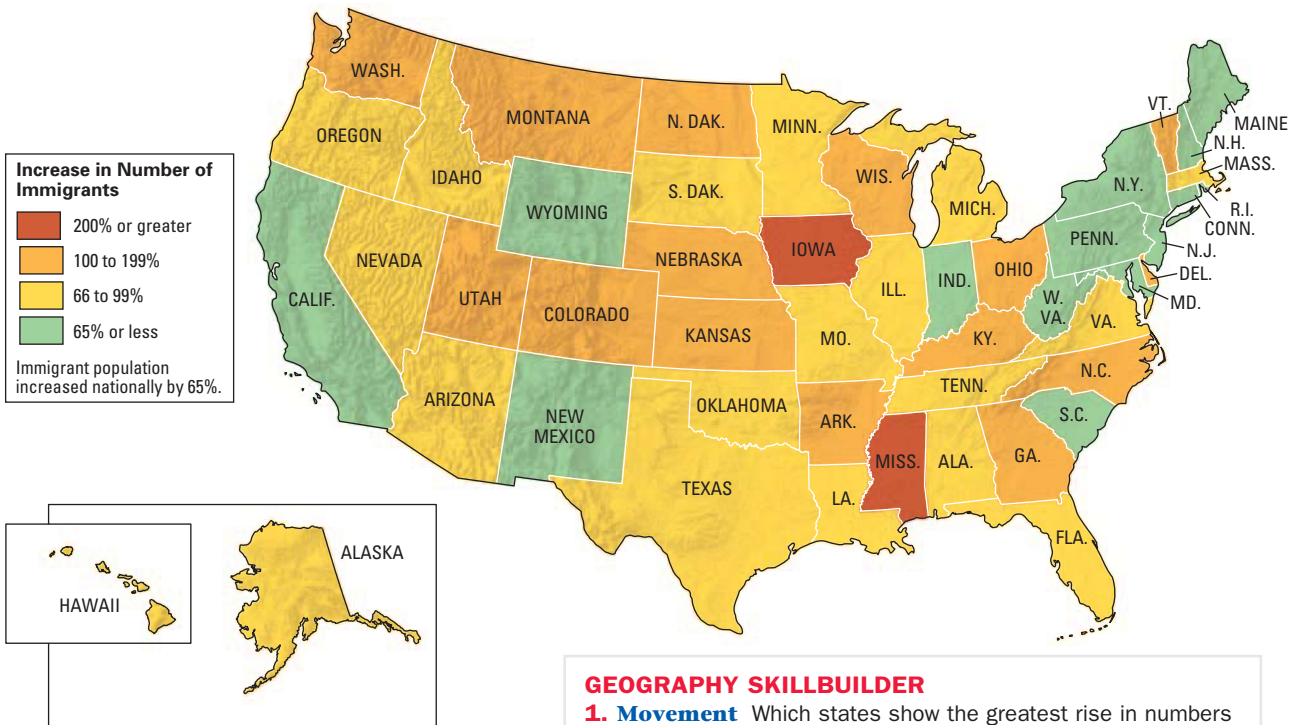 WASH.
MONTANA
N. DAK.
MINN.
VT.
MAINE
OREGON
N.H.
MASS.
Increase in Number of
Immigrants
200% or greater
100 to 199%
66 to 99%
65% or less
Immigrant population
increased nationally by 65%.
IDAHO
S. DAK.
WIS.
MICH.
N.Y.
R.I.
CONN.
WYOMING
PENN.
N.J.
NEVADA
NEBRASKA
IOWA
OHIO
DEL.
CALIF.
UTAH
COLORADO
ILL.
IND.
W.
VA.
MD.
KANSAS
MO.
KY.
VA.
ARIZONA
NEW
MEXICO
OKLAHOMA
ARK.
TENN.
N.C.
S.C.
TEXAS
LA.
MISS.
ALA.
GA.
FLA.
HAWAII
ALASKA
GEOGRAPHY SKILLBUILDER
1. Movement Which states show the greatest rise in numbers